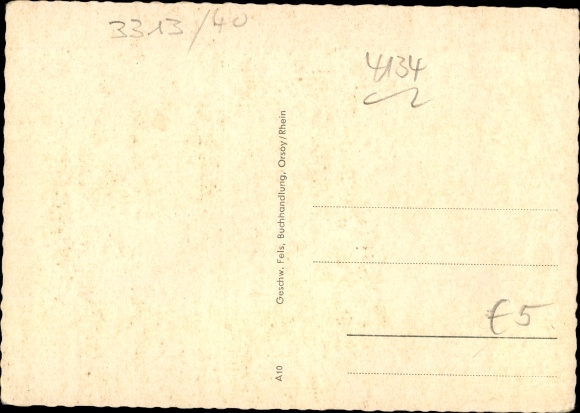 3313/40
4134
Geschw. Fels, Buchhandlung, Orsoy/Rhein
A10
€5